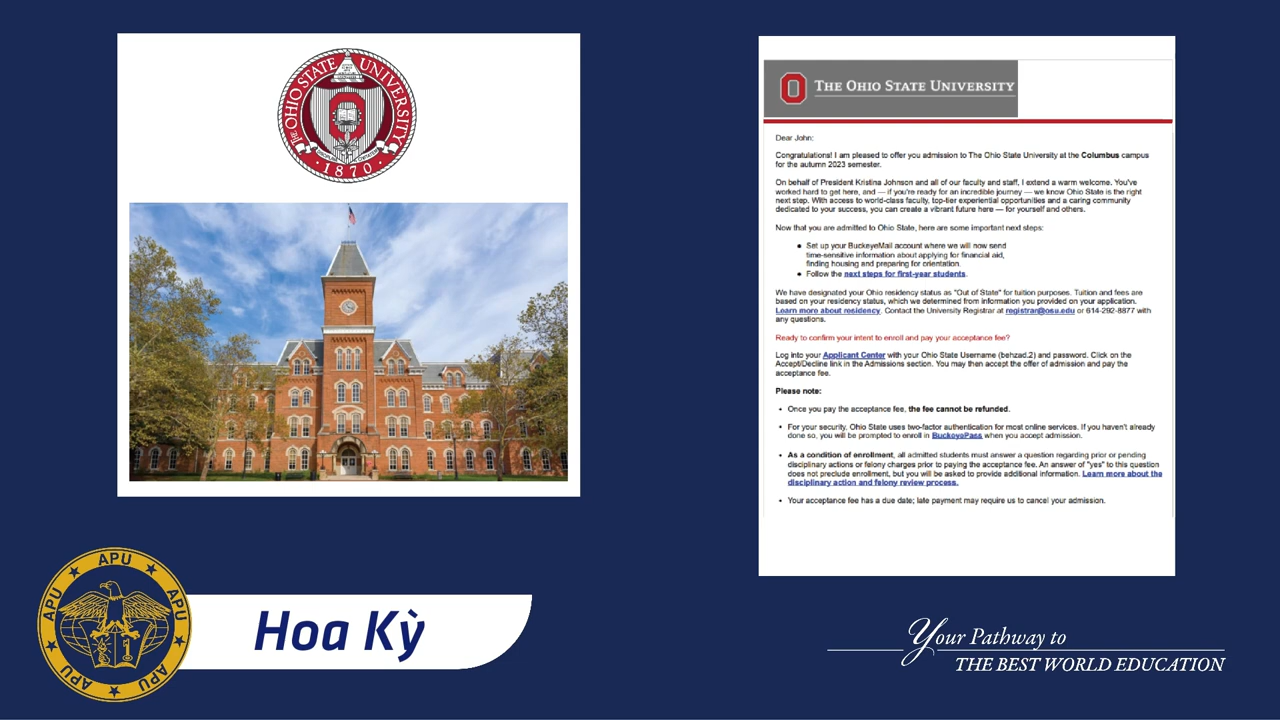 THE OHIO STATE UNIVERSITY
1870
THE OHIO STATE UNIVERSITY
Dear John:
Congratulations! I am pleased to offer you admission to The Ohio State University at the Columbus campus
for the autumn 2023 semester.
On behalf of President Kristina Johnson and all of our faculty and staff, I extend a warm welcome. You've
worked hard to get here, and — if you're ready for an incredible journey — we know Ohio State is the right
next step. With access to world-class faculty, top-tier experiential opportunities and a caring community
dedicated to your success, you can create a vibrant future here — for yourself and others.
Now that you are admitted to Ohio State, here are some important next steps:
● Set up your BuckeyeMail account where we will now send
time-sensitive information about applying for financial aid,
finding housing and preparing for orientation.
● Follow the next steps for first-year students.
We have designated your Ohio residency status as "Out of State" for tuition purposes. Tuition and fees are
based on your residency status, which we determined from information you provided on your application.
Learn more about residency. Contact the University Registrar at registrar@osu.edu or 614-292-8877 with
any questions.
Ready to confirm your intent to enroll and pay your acceptance fee?
Log into your Applicant Center with your Ohio State Username (behzad.2) and password. Click on the
Accept/Decline link in the Admissions section. You may then accept the offer of admission and pay the
acceptance fee.
Please note:
• Once you pay the acceptance fee, the fee cannot be refunded.
• For your security, Ohio State uses two-factor authentication for most online services. If you haven't already
done so, you will be prompted to enroll in BuckeyePass when you accept admission.
• As a condition of enrollment, all admitted students must answer a question regarding prior or pending
disciplinary actions or felony charges prior to paying the acceptance fee. An answer of "yes" to this question
does not preclude enrollment, but you will be asked to provide additional information. Learn more about the
disciplinary action and felony review process.
• Your acceptance fee has a due date; late payment may require us to cancel your admission.
APU
APU
APU
APU
APU
Hoa Kỳ
Your Pathway to
THE BEST WORLD EDUCATION